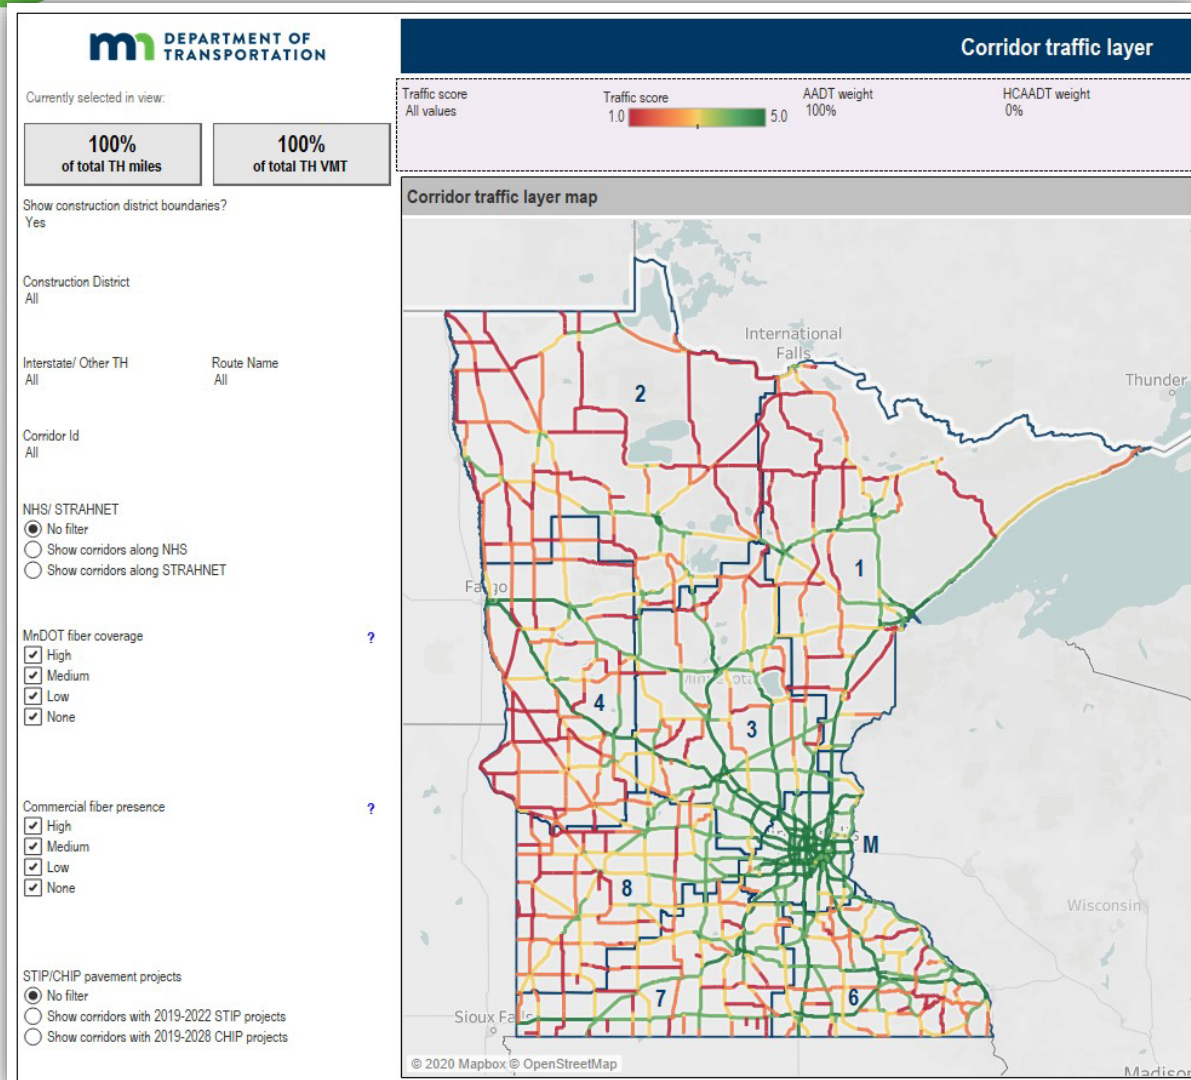 DEPARTMENT OF
TRANSPORTATION
Corridor traffic layer
Currently selected in view:
100%
of total TH miles
100%
of total TH VMT
Traffic score
All values
Traffic score
1.0
5.0
AADT weight
100%
HCAADT weight
0%
Show construction district boundaries?
Yes
Construction District
All
Interstate/ Other TH
All
Route Name
All
Corridor Id
All
NHS/ STRAHNET
No filter
Show corridors along NHS
Show corridors along STRAHNET
MnDOT fiber coverage
?
High
Medium
Low
None
Commercial fiber presence
?
High
Medium
Low
None
STIP/CHIP pavement projects
No filter
Show corridors with 2019-2022 STIP projects
Show corridors with 2019-2028 CHIP projects
Corridor traffic layer map
International
Falls
Thunder
2
1
Fargo
Minnesota
4
3
M
8
Wisconsin
7
6
Sioux Falls
Madison
© 2020 Mapbox © OpenStreetMap